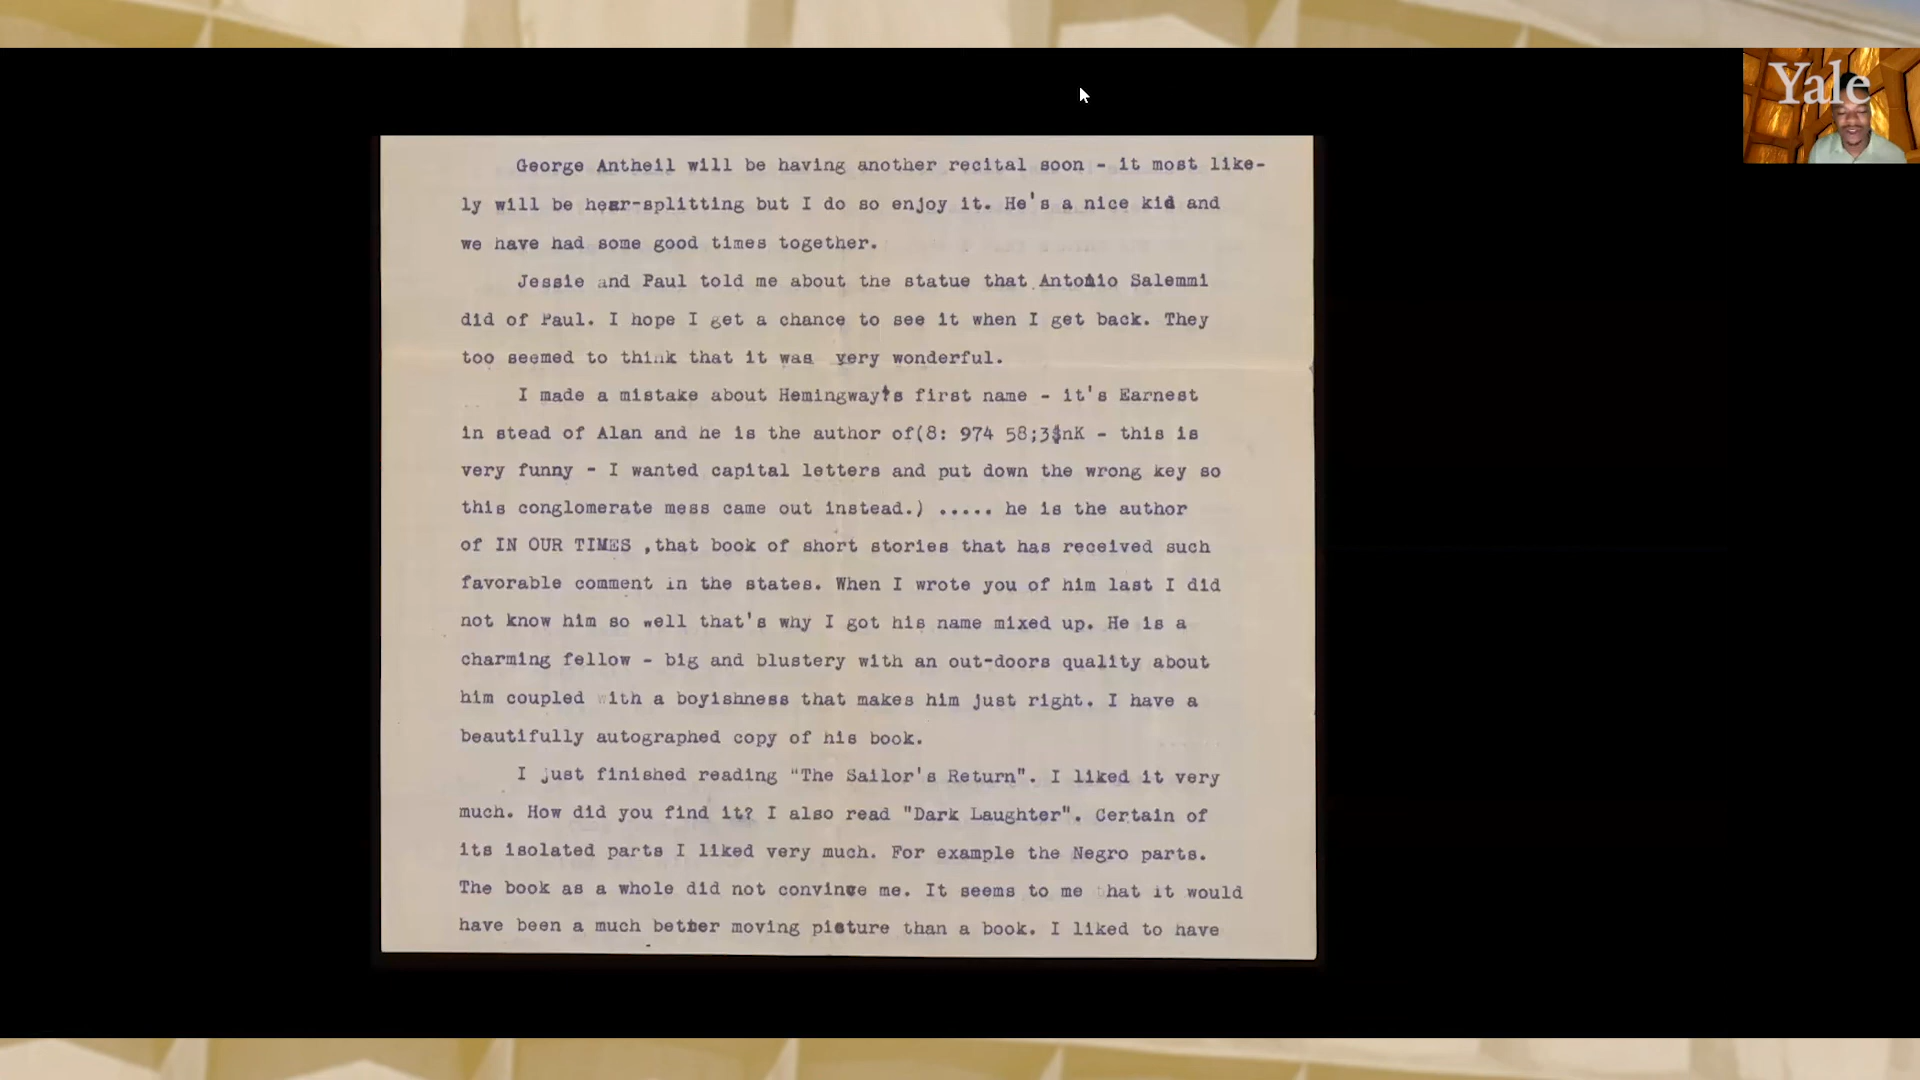 Yale
George Antheil will be having another recital soon - it most like-
ly will be hear-splitting but I do so enjoy it. He's a nice kid and
we have had some good times together.
Jessie and Paul told me about the statue that Antonio Salemmi
did of Paul. I hope I get a chance to see it when I get back. They
too seemed to think that it was very wonderful.
I made a mistake about Hemingway's first name - it's Earnest
in stead of Alan and he is the author of(8: 974 58;3$nK - this is
very funny - I wanted capital letters and put down the wrong key so
this conglomerate mess came out instead.) ..... he is the author
of IN OUR TIMES ,that book of short stories that has received such
favorable comment in the states. When I wrote you of him last I did
not know him so well that's why I got his name mixed up. He is a
charming fellow - big and blustery with an out-doors quality about
him coupled with a boyishness that makes him just right. I have a
beautifully autographed copy of his book.
I just finished reading "The Sailor's Return". I liked it very
much. How did you find it? I also read "Dark Laughter". Certain of
its isolated parts I liked very much. For example the Negro parts.
The book as a whole did not convince me. It seems to me that it would
have been a much better moving picture than a book. I liked to have